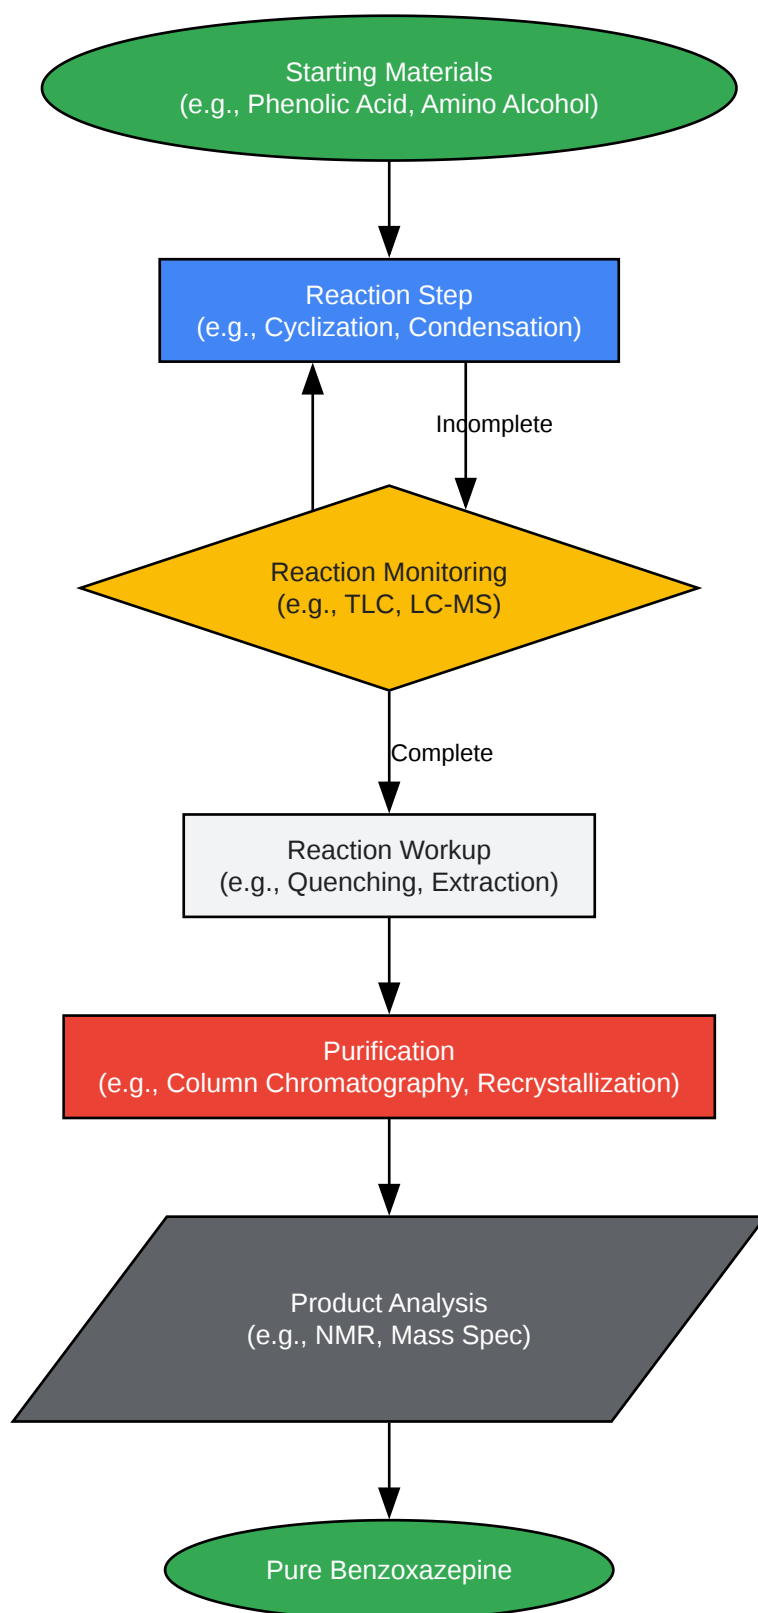 Starting Materials
(e.g., Phenolic Acid, Amino Alcohol)
Reaction Step
(e.g., Cyclization, Condensation)
Incomplete
Reaction Monitoring
(e.g., TLC, LC-MS)
Complete
Reaction Workup
(e.g., Quenching, Extraction)
Purification
(e.g., Column Chromatography, Recrystallization)
Product Analysis
(e.g., NMR, Mass Spec)
Pure Benzoxazepine